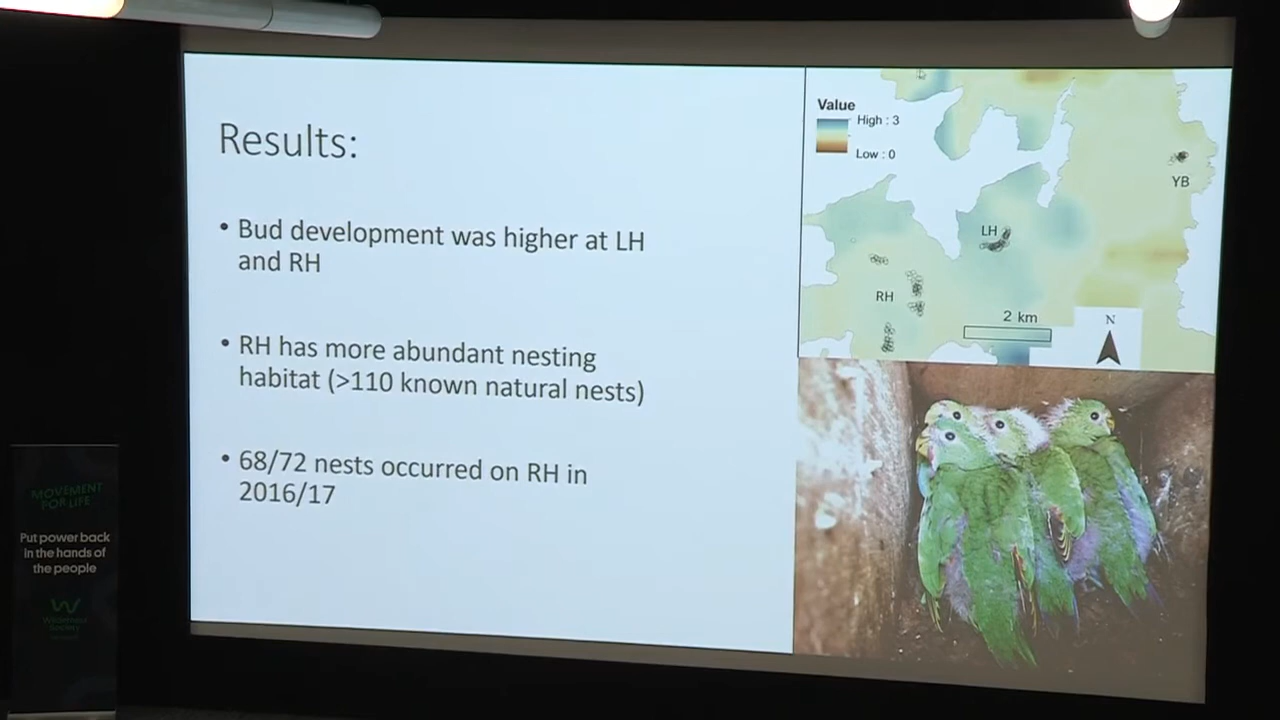 Results:
• Bud development was higher at LH
and RH
• RH has more abundant nesting
habitat (>110 known natural nests)
• 68/72 nests occurred on RH in
2016/17
Value
High : 3
Low : 0
YB
LH
RH
2 km
N
MOVEMENT
FOR LIFE
Put power back
in the hands of
the people
Wilderness
Society